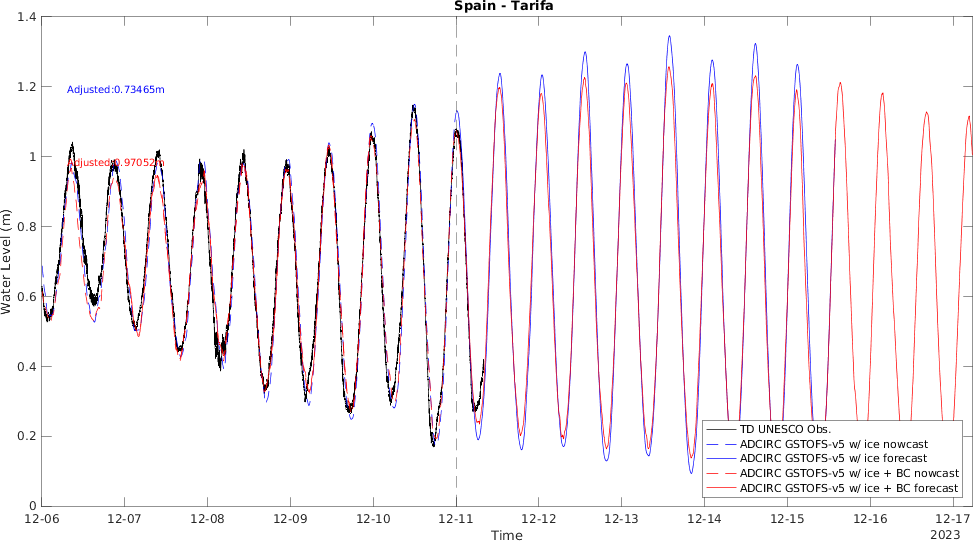 Spain - Tarifa
1.4
1.2
1
0.8
0.6
0.4
0.2
0
Water Level (m)
Adjusted:0.73465m
Adjusted:0.97052m
TD UNESCO Obs.
ADCIRC GSTOFS-v5 w/ ice nowcast
ADCIRC GSTOFS-v5 w/ ice forecast
ADCIRC GSTOFS-v5 w/ ice + BC nowcast
ADCIRC GSTOFS-v5 w/ ice + BC forecast
12-06 12-07 12-08 12-09 12-10 12-11 12-12 12-13 12-14 12-15 12-16 12-17
2023
Time